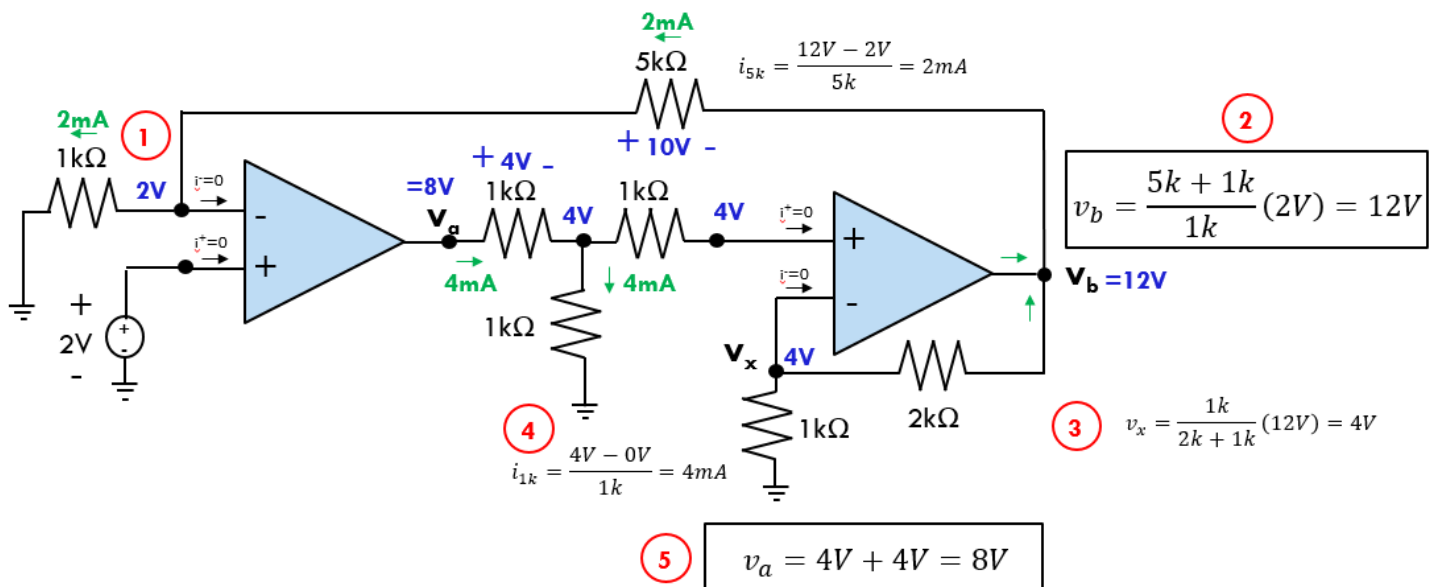 2mA
5kΩ
i₅ₖ = (12V − 2V)/5k = 2mA
2mA
1
1kΩ
2V
i⁻=0
-
i⁺=0
+
+
2V
-
+
-
+ 10V -
+ 4V -
=8V
1kΩ
Vₐ
4mA
4V
1kΩ
4mA
1kΩ
4V
i⁺=0
+
i⁻=0
-
V_b =12V
2
v_b = (5k + 1k)/1k (2V) = 12V
Vₓ
4V
1kΩ
2kΩ
3
vₓ = 1k/(2k + 1k) (12V) = 4V
4
i₁ₖ = (4V − 0V)/1k = 4mA
5
vₐ = 4V + 4V = 8V